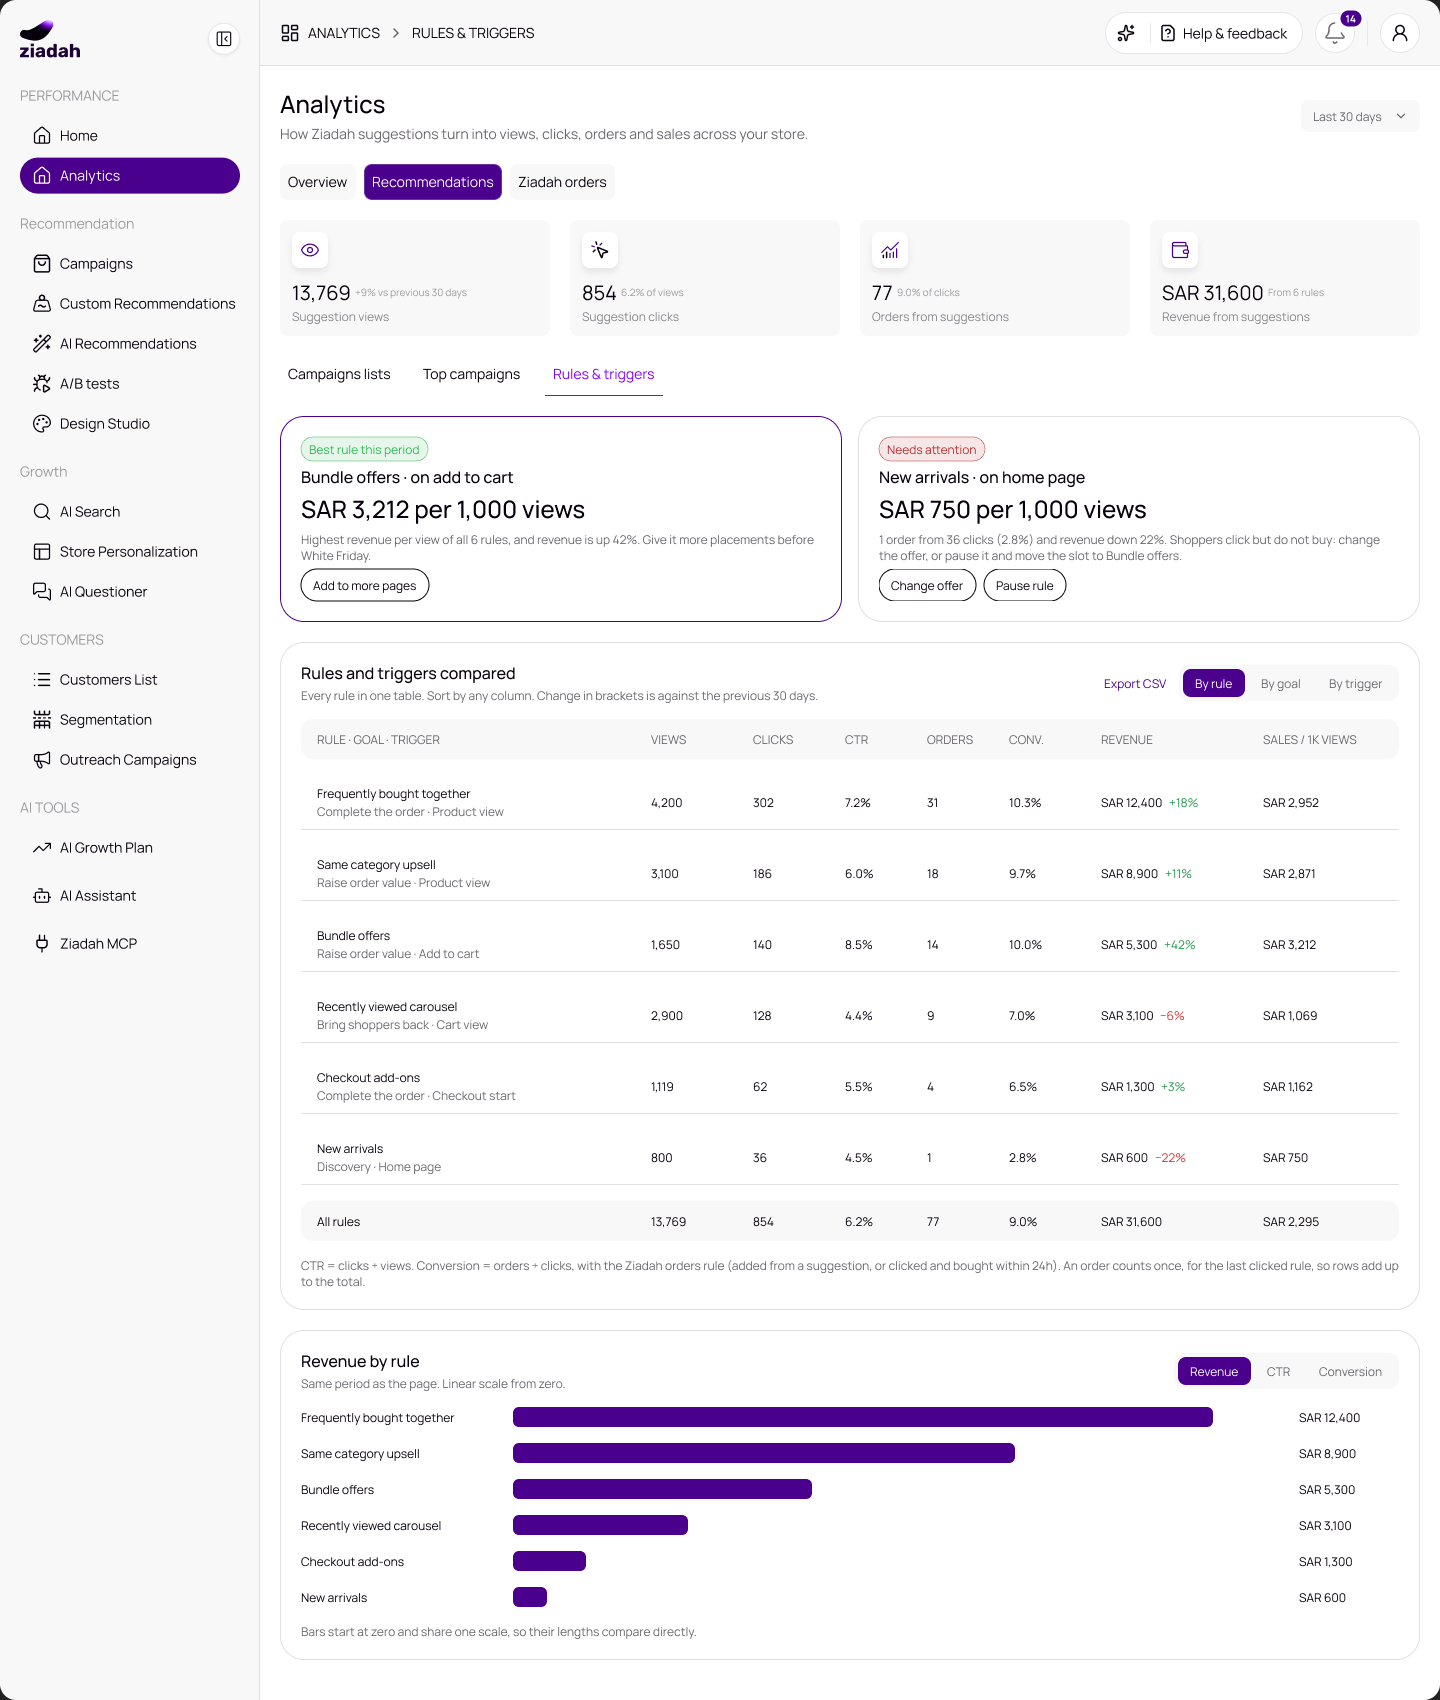 ziadah
PERFORMANCE
Home
Analytics
Recommendation
Campaigns
Custom Recommendations
AI Recommendations
A/B tests
Design Studio
Growth
AI Search
Store Personalization
AI Questioner
CUSTOMERS
Customers List
Segmentation
Outreach Campaigns
AI TOOLS
AI Growth Plan
AI Assistant
Ziadah MCP
ANALYTICS > RULES & TRIGGERS
Help & feedback
14
Analytics
How Ziadah suggestions turn into views, clicks, orders and sales across your store.
Last 30 days
Overview Recommendations Ziadah orders
13,769 +9% vs previous 30 days
Suggestion views
854 6.2% of views
Suggestion clicks
77 9.0% of clicks
Orders from suggestions
SAR 31,600 From 6 rules
Revenue from suggestions
Campaigns lists Top campaigns Rules & triggers
Best rule this period
Bundle offers · on add to cart
SAR 3,212 per 1,000 views
Highest revenue per view of all 6 rules, and revenue is up 42%. Give it more placements before
White Friday.
Add to more pages
Needs attention
New arrivals · on home page
SAR 750 per 1,000 views
1 order from 36 clicks (2.8%) and revenue down 22%. Shoppers click but do not buy: change
the offer, or pause it and move the slot to Bundle offers.
Change offer Pause rule
Rules and triggers compared
Every rule in one table. Sort by any column. Change in brackets is against the previous 30 days.
Export CSV By rule By goal By trigger
RULE · GOAL · TRIGGER VIEWS CLICKS CTR ORDERS CONV. REVENUE SALES / 1K VIEWS
Frequently bought together
Complete the order · Product view
4,200 302 7.2% 31 10.3% SAR 12,400 +18% SAR 2,952
Same category upsell
Raise order value · Product view
3,100 186 6.0% 18 9.7% SAR 8,900 +11% SAR 2,871
Bundle offers
Raise order value · Add to cart
1,650 140 8.5% 14 10.0% SAR 5,300 +42% SAR 3,212
Recently viewed carousel
Bring shoppers back · Cart view
2,900 128 4.4% 9 7.0% SAR 3,100 −6% SAR 1,069
Checkout add-ons
Complete the order · Checkout start
1,119 62 5.5% 4 6.5% SAR 1,300 +3% SAR 1,162
New arrivals
Discovery · Home page
800 36 4.5% 1 2.8% SAR 600 −22% SAR 750
All rules 13,769 854 6.2% 77 9.0% SAR 31,600 SAR 2,295
CTR = clicks ÷ views. Conversion = orders ÷ clicks, with the Ziadah orders rule (added from a suggestion, or clicked and bought within 24h). An order counts once, for the last clicked rule, so rows add up
to the total.
Revenue by rule
Same period as the page. Linear scale from zero.
Revenue CTR Conversion
Frequently bought together SAR 12,400
Same category upsell SAR 8,900
Bundle offers SAR 5,300
Recently viewed carousel SAR 3,100
Checkout add-ons SAR 1,300
New arrivals SAR 600
Bars start at zero and share one scale, so their lengths compare directly.